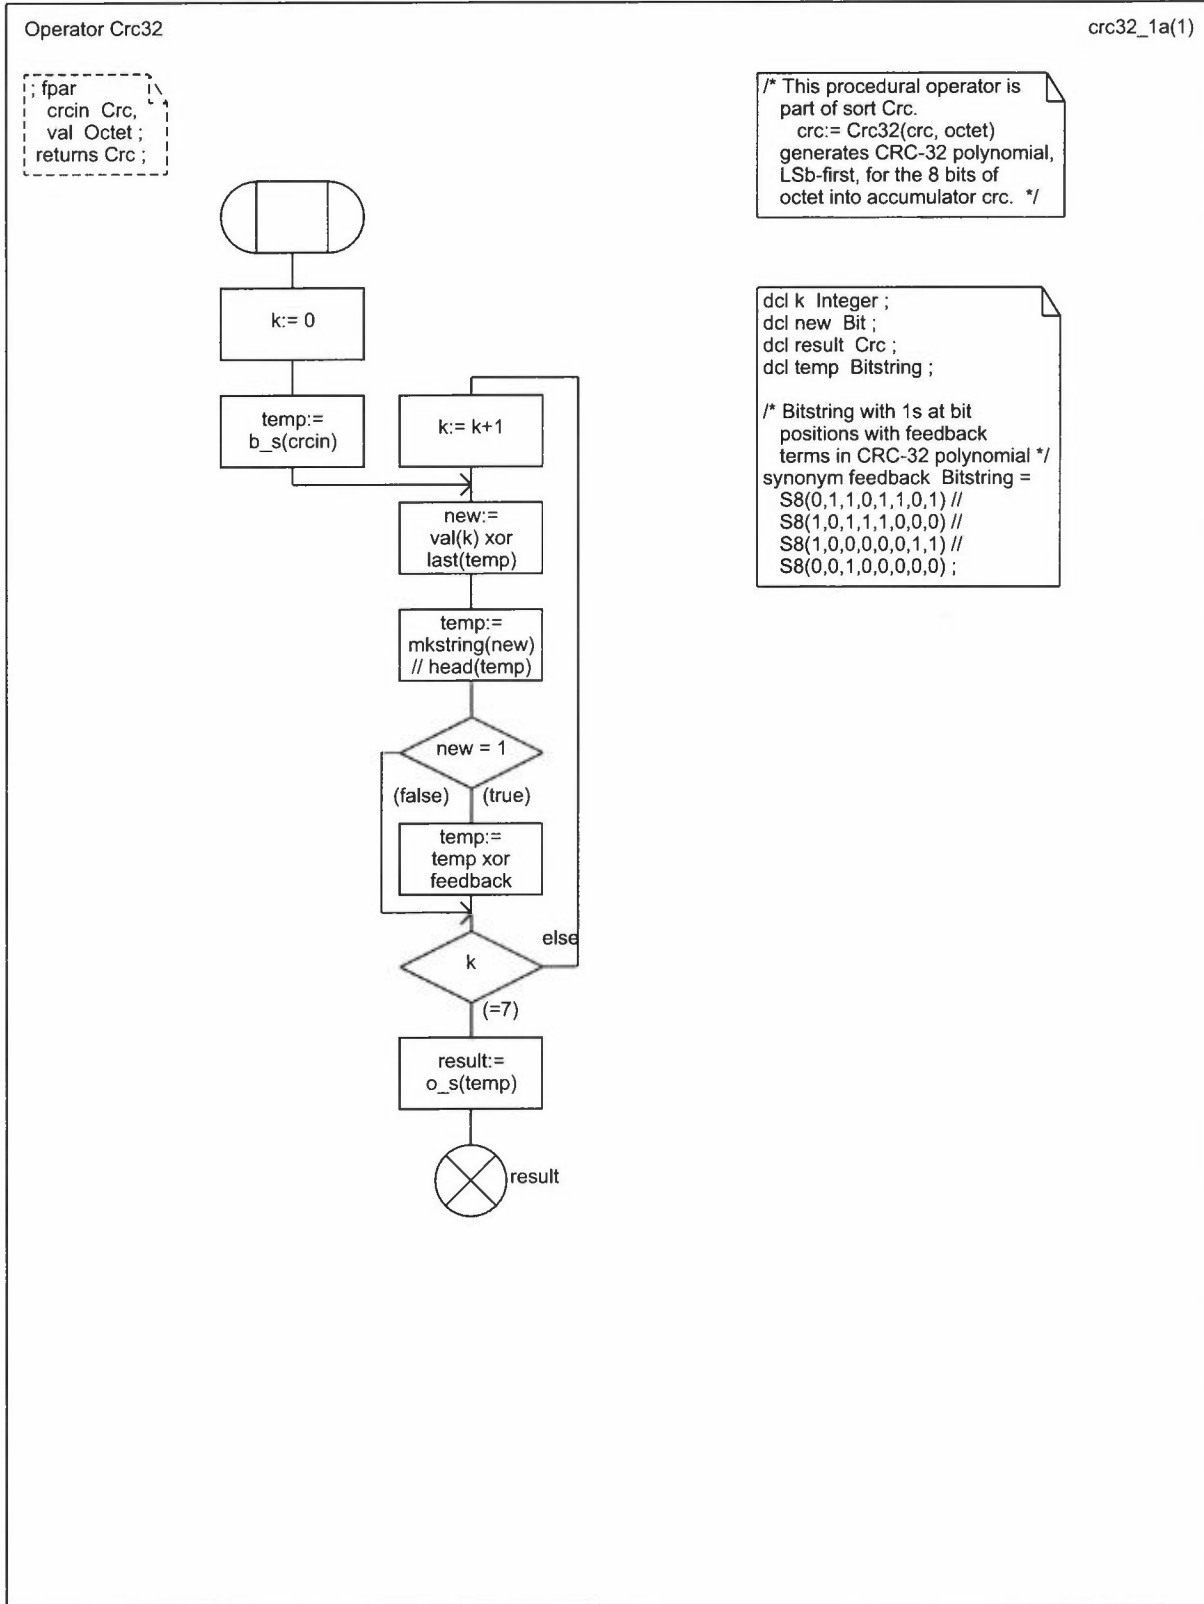 Operator Crc32
crc32_1a(1)
; fpar
crcin Crc,
val Octet ;
returns Crc ;
/* This procedural operator is
part of sort Crc.
crc:= Crc32(crc, octet)
generates CRC-32 polynomial,
LSb-first, for the 8 bits of
octet into accumulator crc. */
dcl k Integer ;
dcl new Bit ;
dcl result Crc ;
dcl temp Bitstring ;
/* Bitstring with 1s at bit
positions with feedback
terms in CRC-32 polynomial */
synonym feedback Bitstring =
S8(0,1,1,0,1,1,0,1) //
S8(1,0,1,1,1,0,0,0) //
S8(1,0,0,0,0,0,1,1) //
S8(0,0,1,0,0,0,0,0) ;
k:= 0
temp:=
b_s(crcin)
k:= k+1
new:=
val(k) xor
last(temp)
temp:=
mkstring(new)
// head(temp)
new = 1
(false)
(true)
temp:=
temp xor
feedback
else
k
(=7)
result:=
o_s(temp)
result